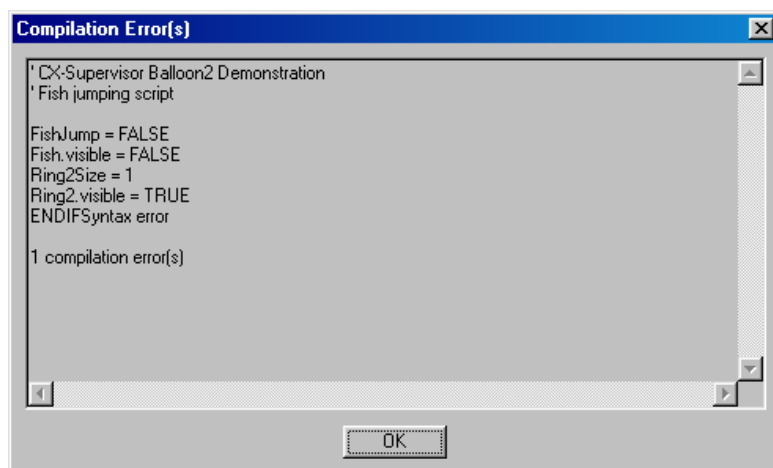 Compilation Error(s)
' CX-Supervisor Balloon2 Demonstration
' Fish jumping script
FishJump = FALSE
Fish.visible = FALSE
Ring2Size = 1
Ring2.visible = TRUE
ENDIFSyntax error
1 compilation error(s)
OK